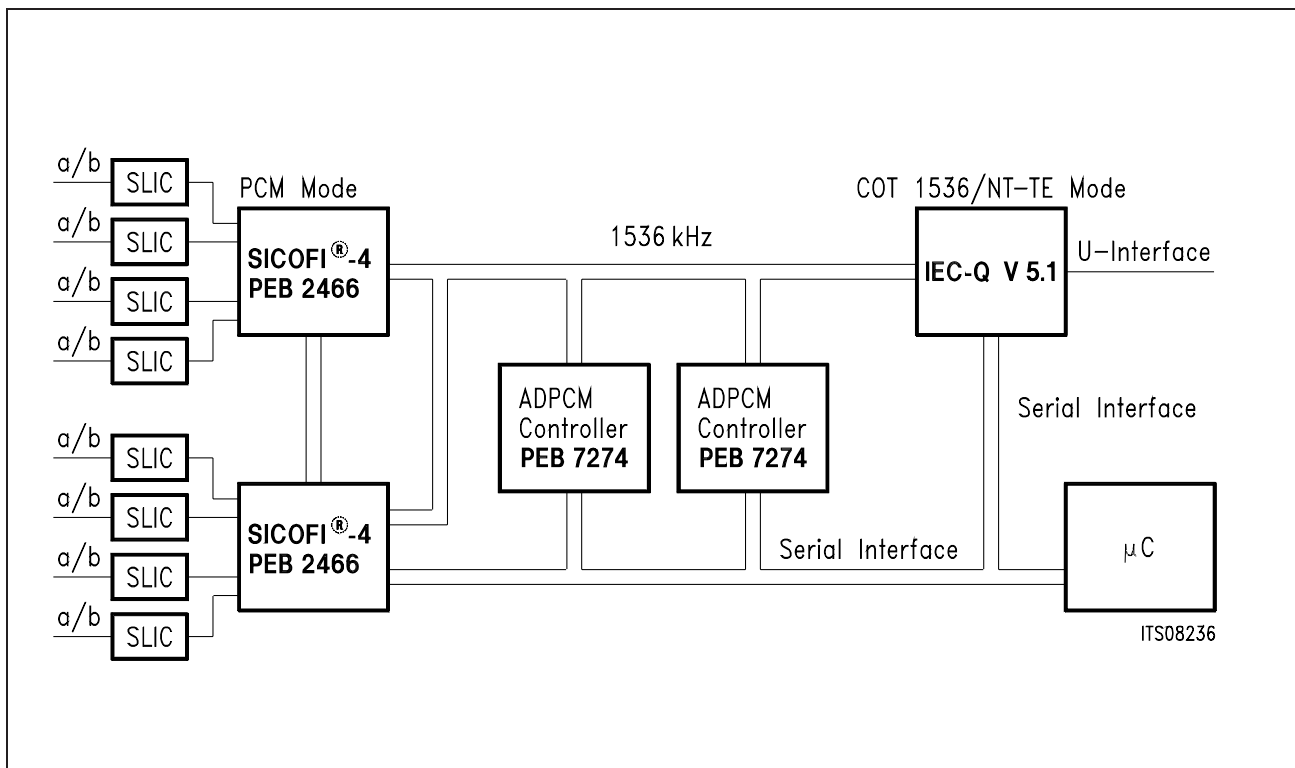 a/b
SLIC
a/b
SLIC
a/b
SLIC
a/b
SLIC
PCM Mode
SICOFI®-4
PEB 2466
1536 kHz
COT 1536/NT-TE Mode
IEC-Q V 5.1
U-Interface
ADPCM
Controller
PEB 7274
ADPCM
Controller
PEB 7274
Serial Interface
a/b
SLIC
a/b
SLIC
a/b
SLIC
a/b
SLIC
SICOFI®-4
PEB 2466
Serial Interface
µC
ITS08236